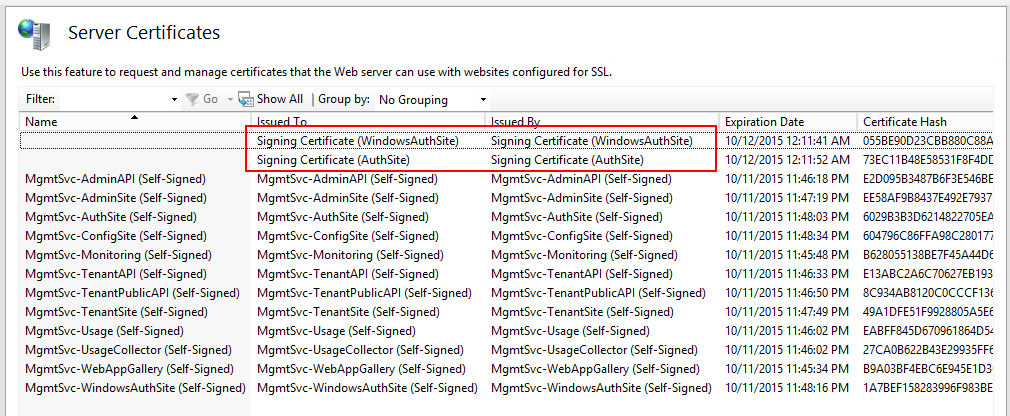 Server Certificates
Use this feature to request and manage certificates that the Web server can use with websites configured for SSL.
Filter: Go Show All Group by: No Grouping
Name Issued To Issued By Expiration Date Certificate Hash
Signing Certificate (WindowsAuthSite) Signing Certificate (WindowsAuthSite) 10/12/2015 12:11:41 AM 055BE90D23CBB880C88A
Signing Certificate (AuthSite) Signing Certificate (AuthSite) 10/12/2015 12:11:52 AM 73EC11B48E58531F8F4DD
MgmtSvc-AdminAPI (Self-Signed) MgmtSvc-AdminAPI (Self-Signed) MgmtSvc-AdminAPI (Self-Signed) 10/11/2015 11:46:18 PM E2D095B3487B6F3E546BE
MgmtSvc-AdminSite (Self-Signed) MgmtSvc-AdminSite (Self-Signed) MgmtSvc-AdminSite (Self-Signed) 10/11/2015 11:47:19 PM EE58AF9B8437E492E7937
MgmtSvc-AuthSite (Self-Signed) MgmtSvc-AuthSite (Self-Signed) MgmtSvc-AuthSite (Self-Signed) 10/11/2015 11:48:03 PM 6029B3B3D6214822705EA
MgmtSvc-ConfigSite (Self-Signed) MgmtSvc-ConfigSite (Self-Signed) MgmtSvc-ConfigSite (Self-Signed) 10/11/2015 11:48:34 PM 604796C86FFA98C280177
MgmtSvc-Monitoring (Self-Signed) MgmtSvc-Monitoring (Self-Signed) MgmtSvc-Monitoring (Self-Signed) 10/11/2015 11:45:48 PM B628055138BE7F45A44D6
MgmtSvc-TenantAPI (Self-Signed) MgmtSvc-TenantAPI (Self-Signed) MgmtSvc-TenantAPI (Self-Signed) 10/11/2015 11:46:33 PM E13ABC2A6C70627EB193
MgmtSvc-TenantPublicAPI (Self-Signed) MgmtSvc-TenantPublicAPI (Self-Signed) MgmtSvc-TenantPublicAPI (Self-Signed) 10/11/2015 11:46:50 PM 8C934AB8120C0CCCF136
MgmtSvc-TenantSite (Self-Signed) MgmtSvc-TenantSite (Self-Signed) MgmtSvc-TenantSite (Self-Signed) 10/11/2015 11:47:49 PM 49A1DFE51F9928805A5E6
MgmtSvc-Usage (Self-Signed) MgmtSvc-Usage (Self-Signed) MgmtSvc-Usage (Self-Signed) 10/11/2015 11:46:02 PM EABFF845D670961864D54
MgmtSvc-UsageCollector (Self-Signed) MgmtSvc-UsageCollector (Self-Signed) MgmtSvc-UsageCollector (Self-Signed) 10/11/2015 11:46:02 PM 27CA0B622B43E29935FF6
MgmtSvc-WebAppGallery (Self-Signed) MgmtSvc-WebAppGallery (Self-Signed) MgmtSvc-WebAppGallery (Self-Signed) 10/11/2015 11:45:34 PM B9A03BF4EBC6E945E1D3
MgmtSvc-WindowsAuthSite (Self-Signed) MgmtSvc-WindowsAuthSite (Self-Signed) MgmtSvc-WindowsAuthSite (Self-Signed) 10/11/2015 11:48:16 PM 1A7BEF158283996F983BE